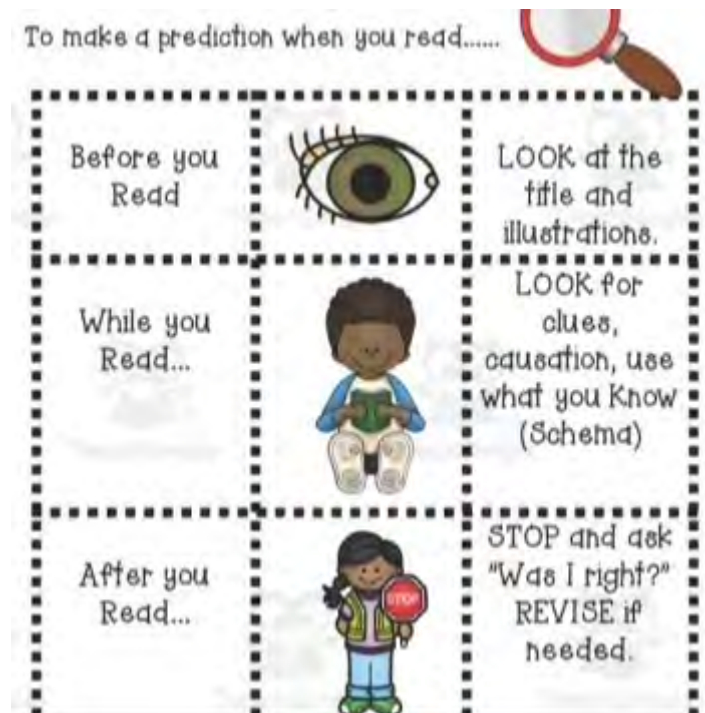 To make a prediction when you read......
Before you
Read
LOOK at the
title and
illustrations.
While you
Read...
LOOK for
clues,
causation, use
what you Know
(Schema)
After you
Read...
STOP
STOP and ask
"Was I right?"
REVISE if
needed.